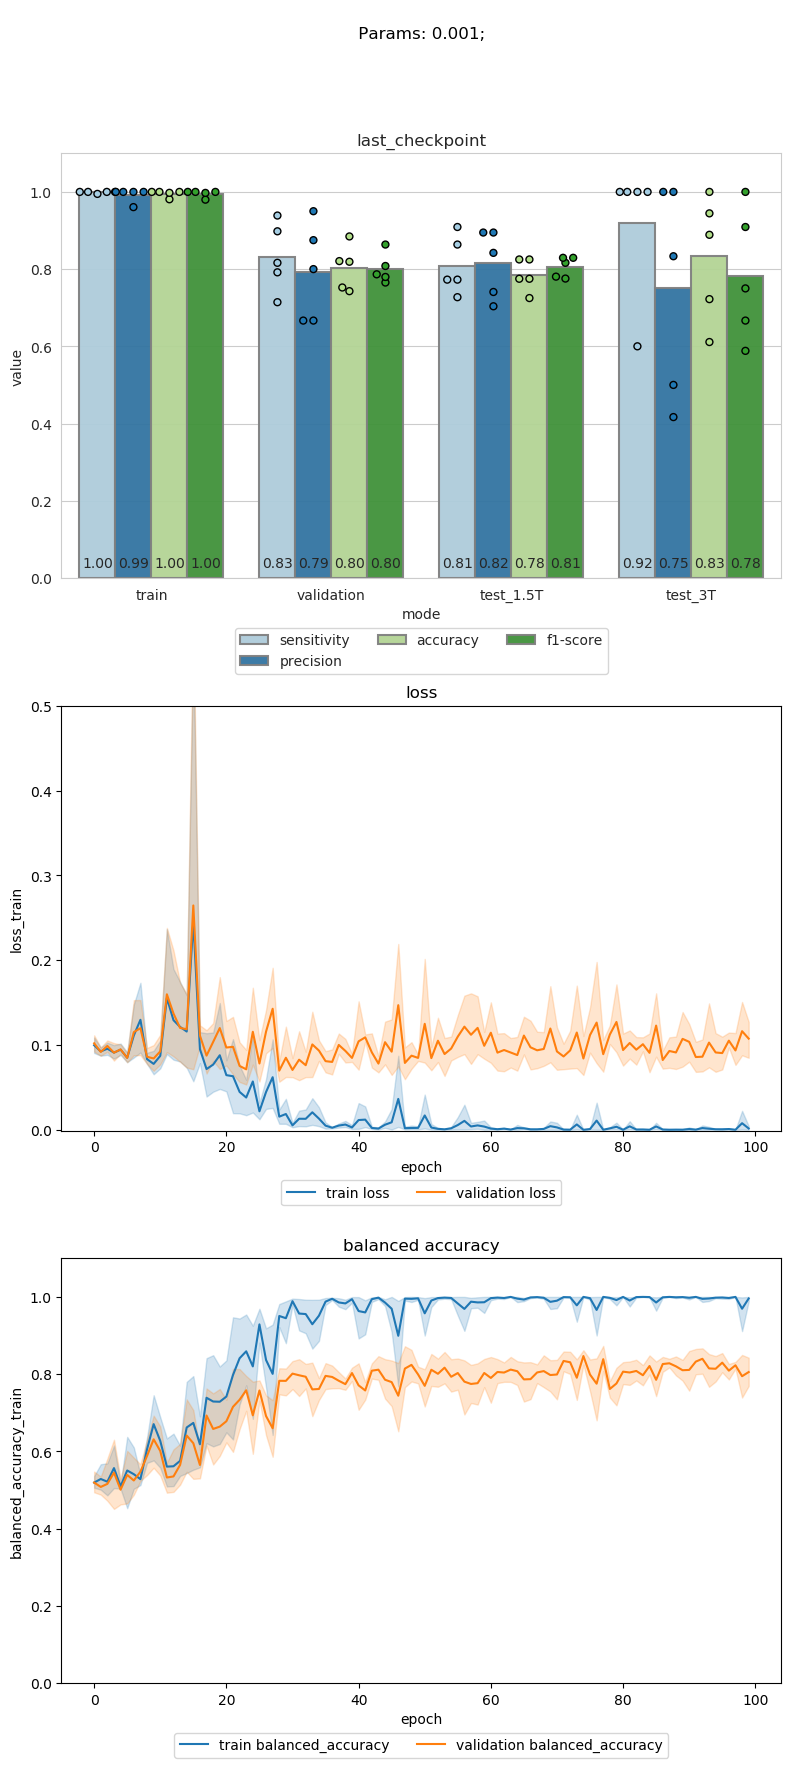 Params: 0.001;
last_checkpoint
value
1.0
0.8
0.6
0.4
0.2
0.0
1.00 0.99 1.00 1.00 0.83 0.79 0.80 0.80 0.81 0.82 0.78 0.81 0.92 0.75 0.83 0.78
train validation test_1.5T test_3T
mode
sensitivity accuracy f1-score
precision
loss
loss_train
0.5
0.4
0.3
0.2
0.1
0.0
0 20 40 60 80 100
epoch
train loss validation loss
balanced accuracy
balanced_accuracy_train
1.0
0.8
0.6
0.4
0.2
0.0
0 20 40 60 80 100
epoch
train balanced_accuracy validation balanced_accuracy